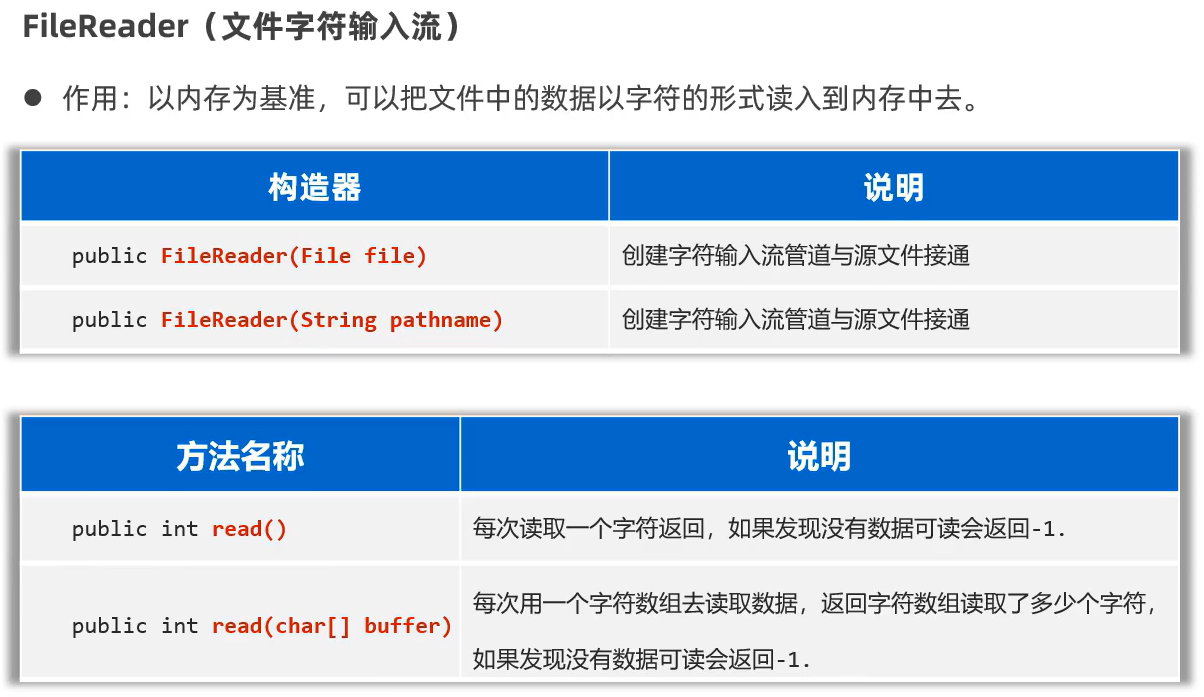 FileReader（文件字符输入流）
● 作用：以内存为基准，可以把文件中的数据以字符的形式读入到内存中去。
构造器 说明
public FileReader(File file) 创建字符输入流管道与源文件接通
public FileReader(String pathname) 创建字符输入流管道与源文件接通
方法名称 说明
public int read() 每次读取一个字符返回，如果发现没有数据可读会返回-1.
public int read(char[] buffer) 每次用一个字符数组去读取数据，返回字符数组读取了多少个字符，
如果发现没有数据可读会返回-1.